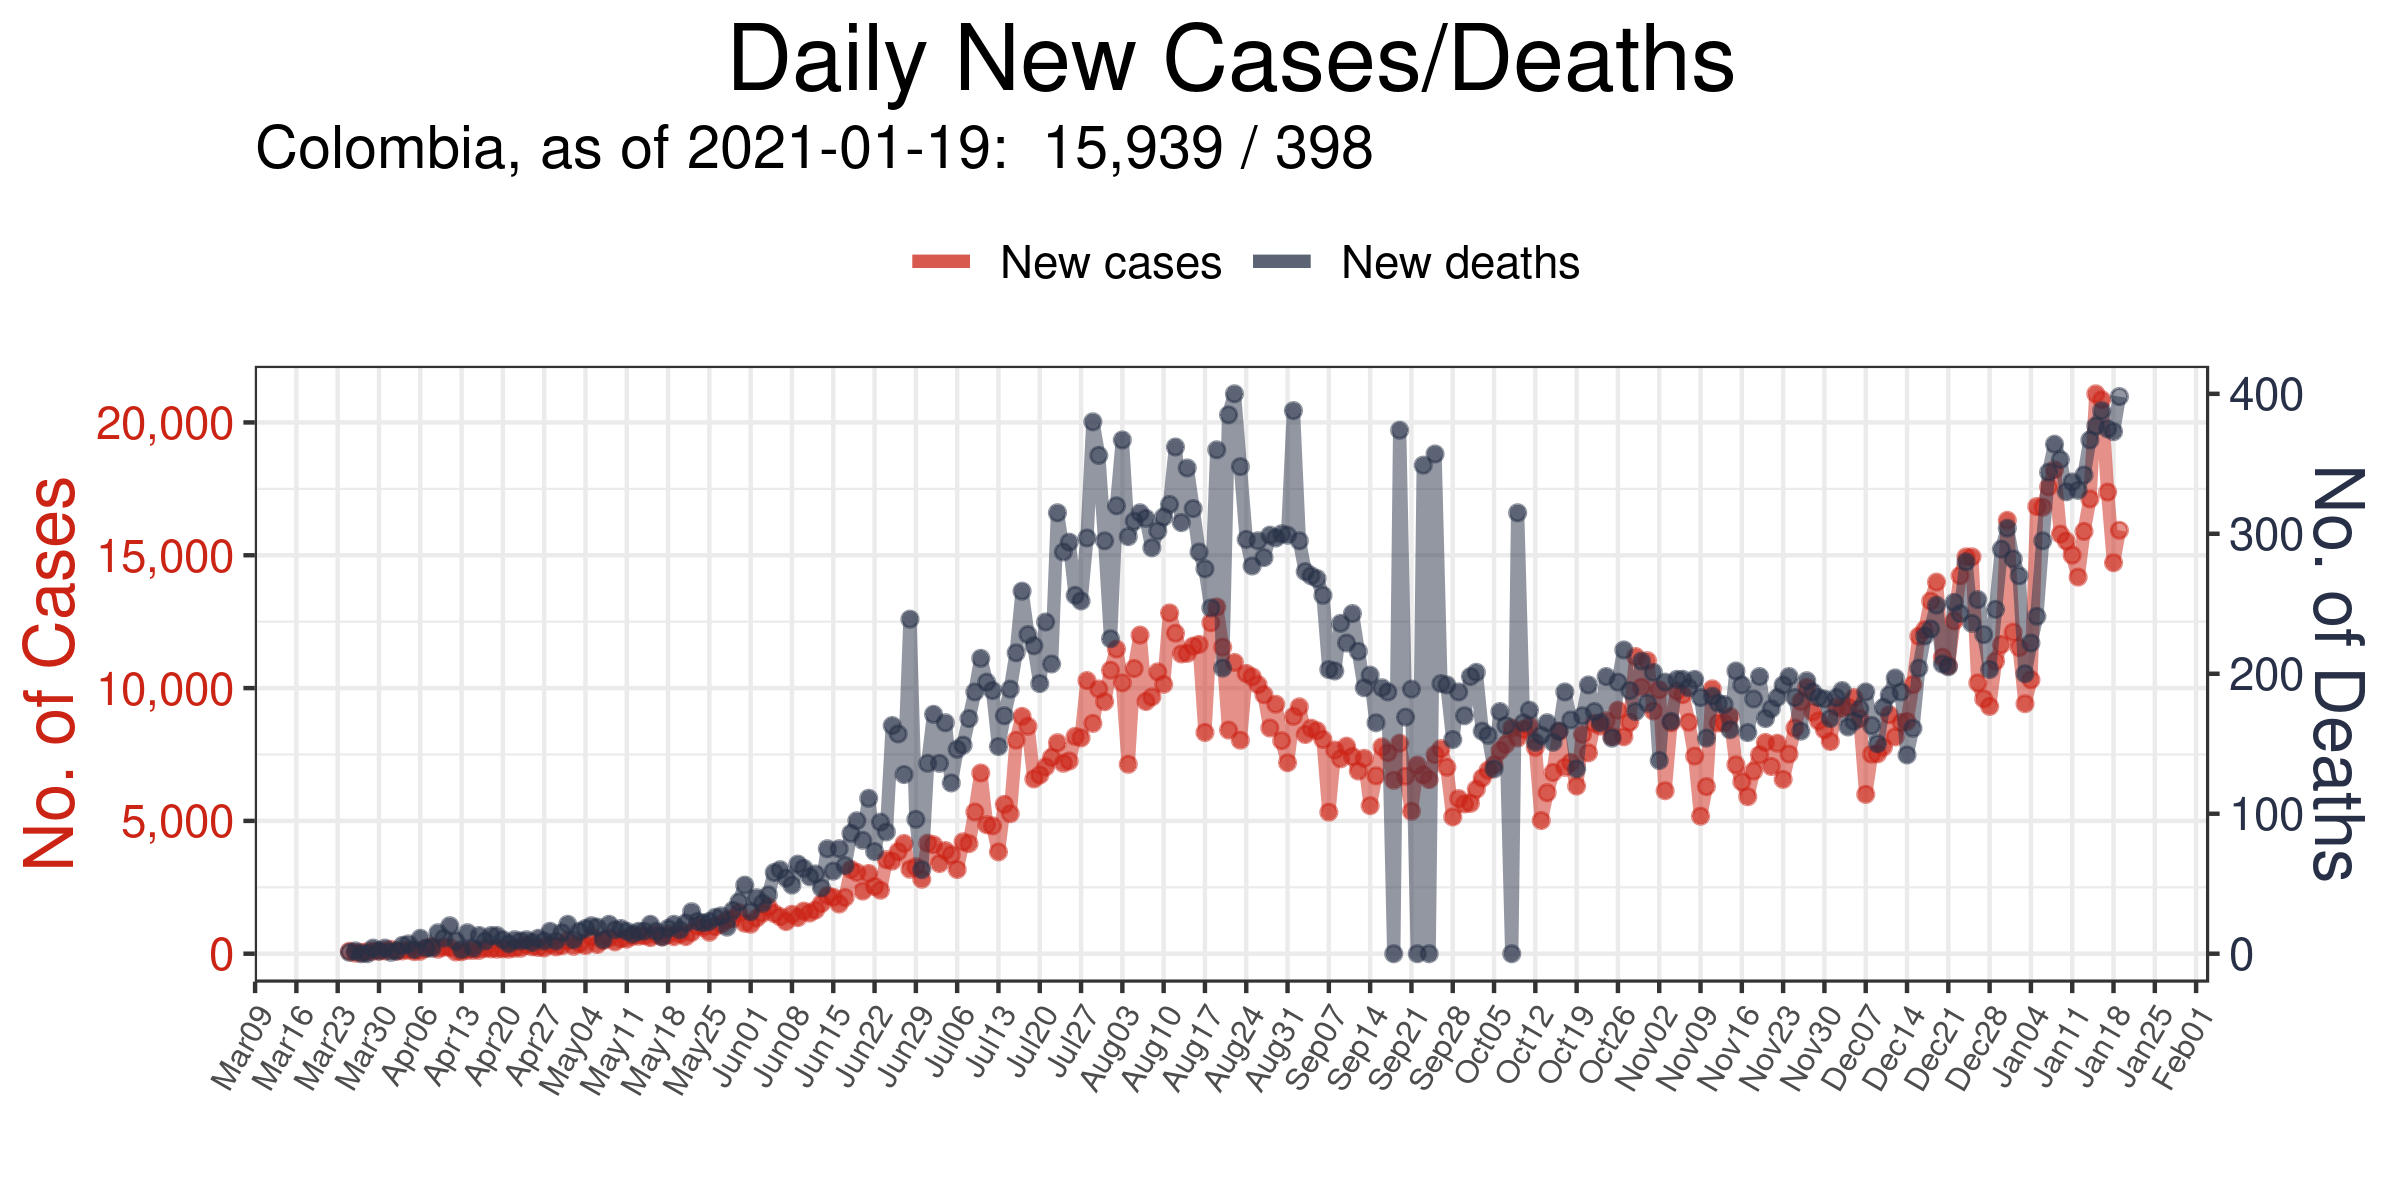 Daily New Cases/Deaths
Colombia, as of 2021-01-19:  15,939 / 398
New cases New deaths
No. of Cases
20,000
15,000
10,000
5,000
0
400
300
200
100
0
No. of Deaths
Mar09 Mar16 Mar23 Mar30 Apr06 Apr13 Apr20 Apr27 May04 May11 May18 May25 Jun01 Jun08 Jun15 Jun22 Jun29 Jul06 Jul13 Jul20 Jul27 Aug03 Aug10 Aug17 Aug24 Aug31 Sep07 Sep14 Sep21 Sep28 Oct05 Oct12 Oct19 Oct26 Nov02 Nov09 Nov16 Nov23 Nov30 Dec07 Dec14 Dec21 Dec28 Jan04 Jan11 Jan18 Jan25 Feb01